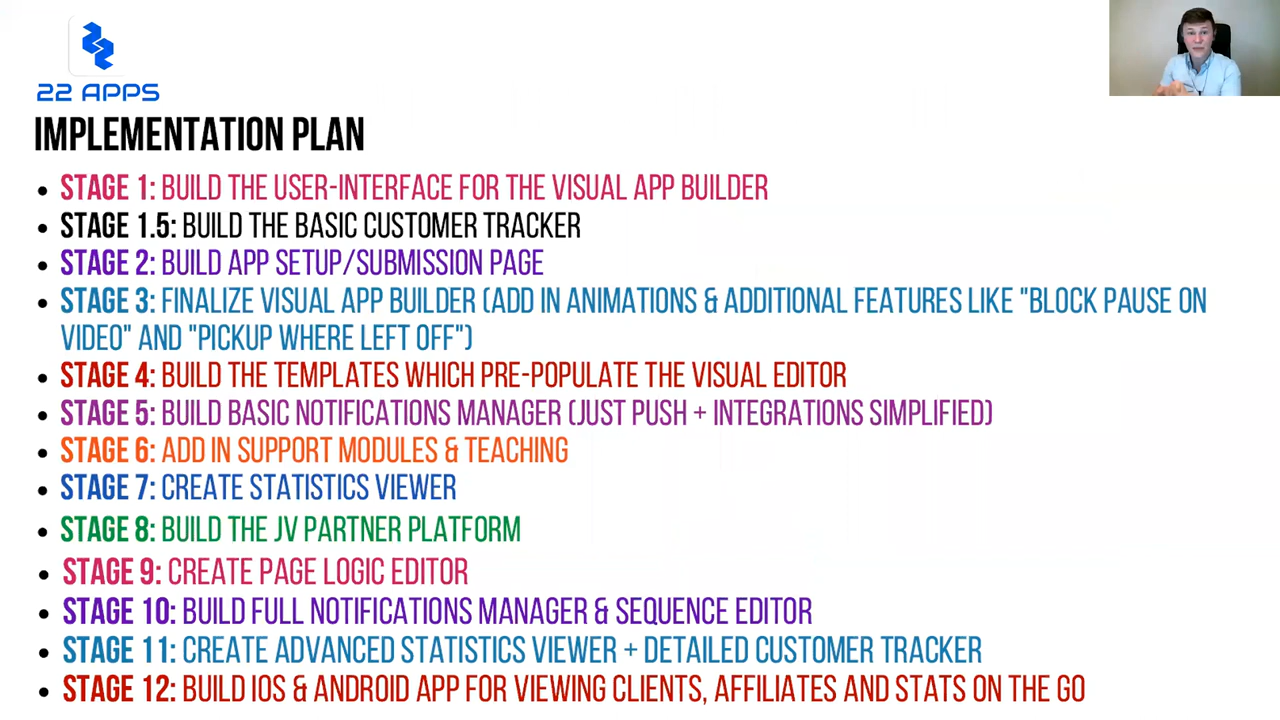 22 APPS
IMPLEMENTATION PLAN
• STAGE 1: BUILD THE USER-INTERFACE FOR THE VISUAL APP BUILDER
• STAGE 1.5: BUILD THE BASIC CUSTOMER TRACKER
• STAGE 2: BUILD APP SETUP/SUBMISSION PAGE
• STAGE 3: FINALIZE VISUAL APP BUILDER (ADD IN ANIMATIONS & ADDITIONAL FEATURES LIKE "BLOCK PAUSE ON
VIDEO" AND "PICKUP WHERE LEFT OFF")
• STAGE 4: BUILD THE TEMPLATES WHICH PRE-POPULATE THE VISUAL EDITOR
• STAGE 5: BUILD BASIC NOTIFICATIONS MANAGER (JUST PUSH + INTEGRATIONS SIMPLIFIED)
• STAGE 6: ADD IN SUPPORT MODULES & TEACHING
• STAGE 7: CREATE STATISTICS VIEWER
• STAGE 8: BUILD THE JV PARTNER PLATFORM
• STAGE 9: CREATE PAGE LOGIC EDITOR
• STAGE 10: BUILD FULL NOTIFICATIONS MANAGER & SEQUENCE EDITOR
• STAGE 11: CREATE ADVANCED STATISTICS VIEWER + DETAILED CUSTOMER TRACKER
• STAGE 12: BUILD IOS & ANDROID APP FOR VIEWING CLIENTS, AFFILIATES AND STATS ON THE GO